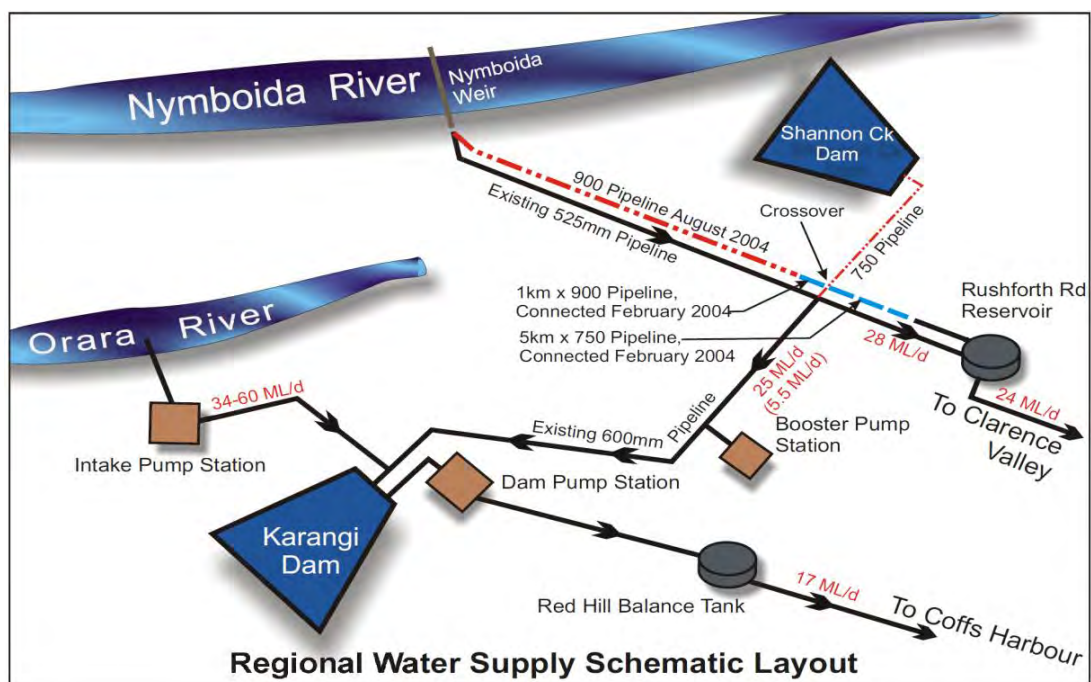 Nymboida River
Nymboida
Weir
Shannon Ck
Dam
900 Pipeline August 2004
Existing 525mm Pipeline
Crossover
750 Pipeline
1km x 900 Pipeline,
Connected February 2004
5km x 750 Pipeline,
Connected February 2004
Rushforth Rd
Reservoir
28 ML/d
24 ML/d
To Clarence
Valley
Orara River
34-60 ML/d
Intake Pump Station
25 ML/d
(5.5 ML/d)
Booster Pump
Station
Existing 600mm
Pipeline
Dam Pump Station
Karangi
Dam
Red Hill Balance Tank
17 ML/d
To Coffs Harbour
Regional Water Supply Schematic Layout